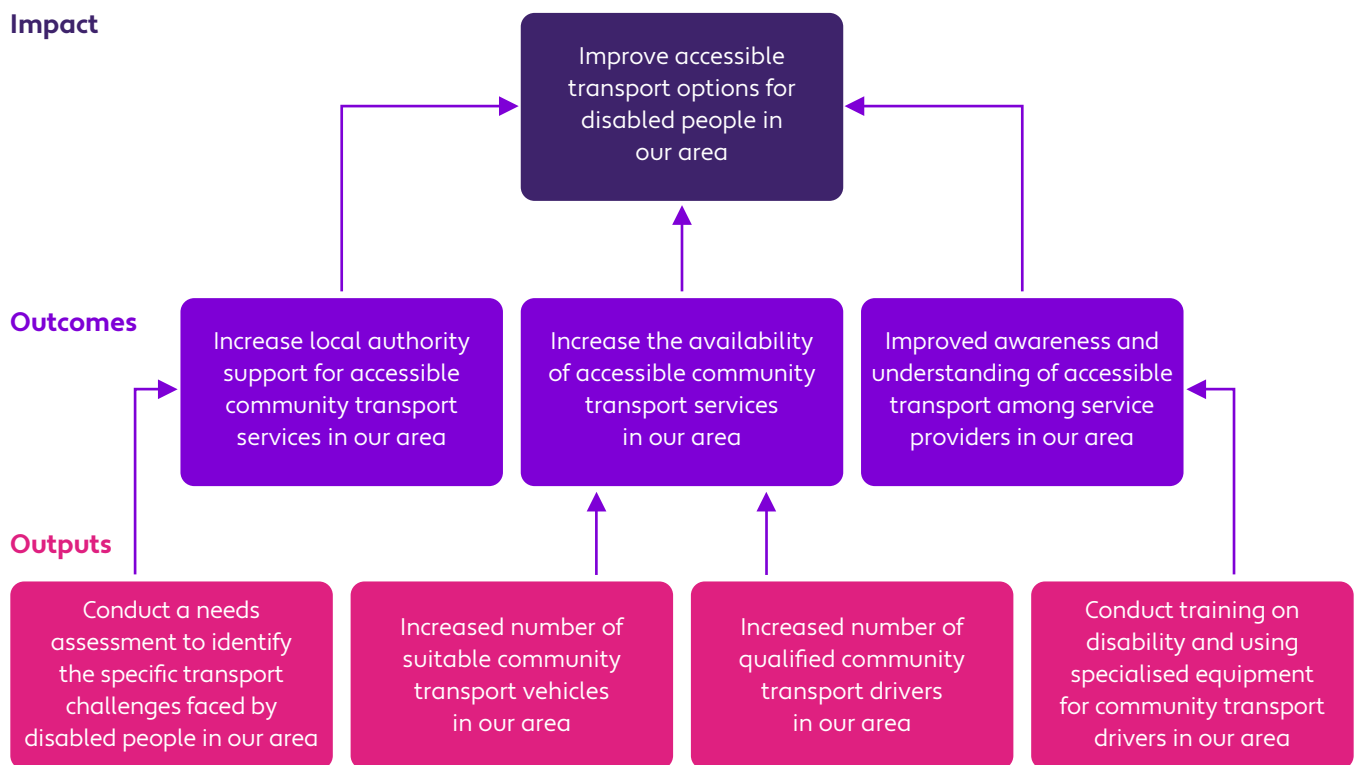 Impact
Improve accessible
transport options for
disabled people in
our area
Outcomes
Increase local authority
support for accessible
community transport
services in our area
Increase the availability
of accessible community
transport services
in our area
Improved awareness and
understanding of accessible
transport among service
providers in our area
Outputs
Conduct a needs
assessment to identify
the specific transport
challenges faced by
disabled people in our area
Increased number of
suitable community
transport vehicles
in our area
Increased number of
qualified community
transport drivers
in our area
Conduct training on
disability and using
specialised equipment
for community transport
drivers in our area